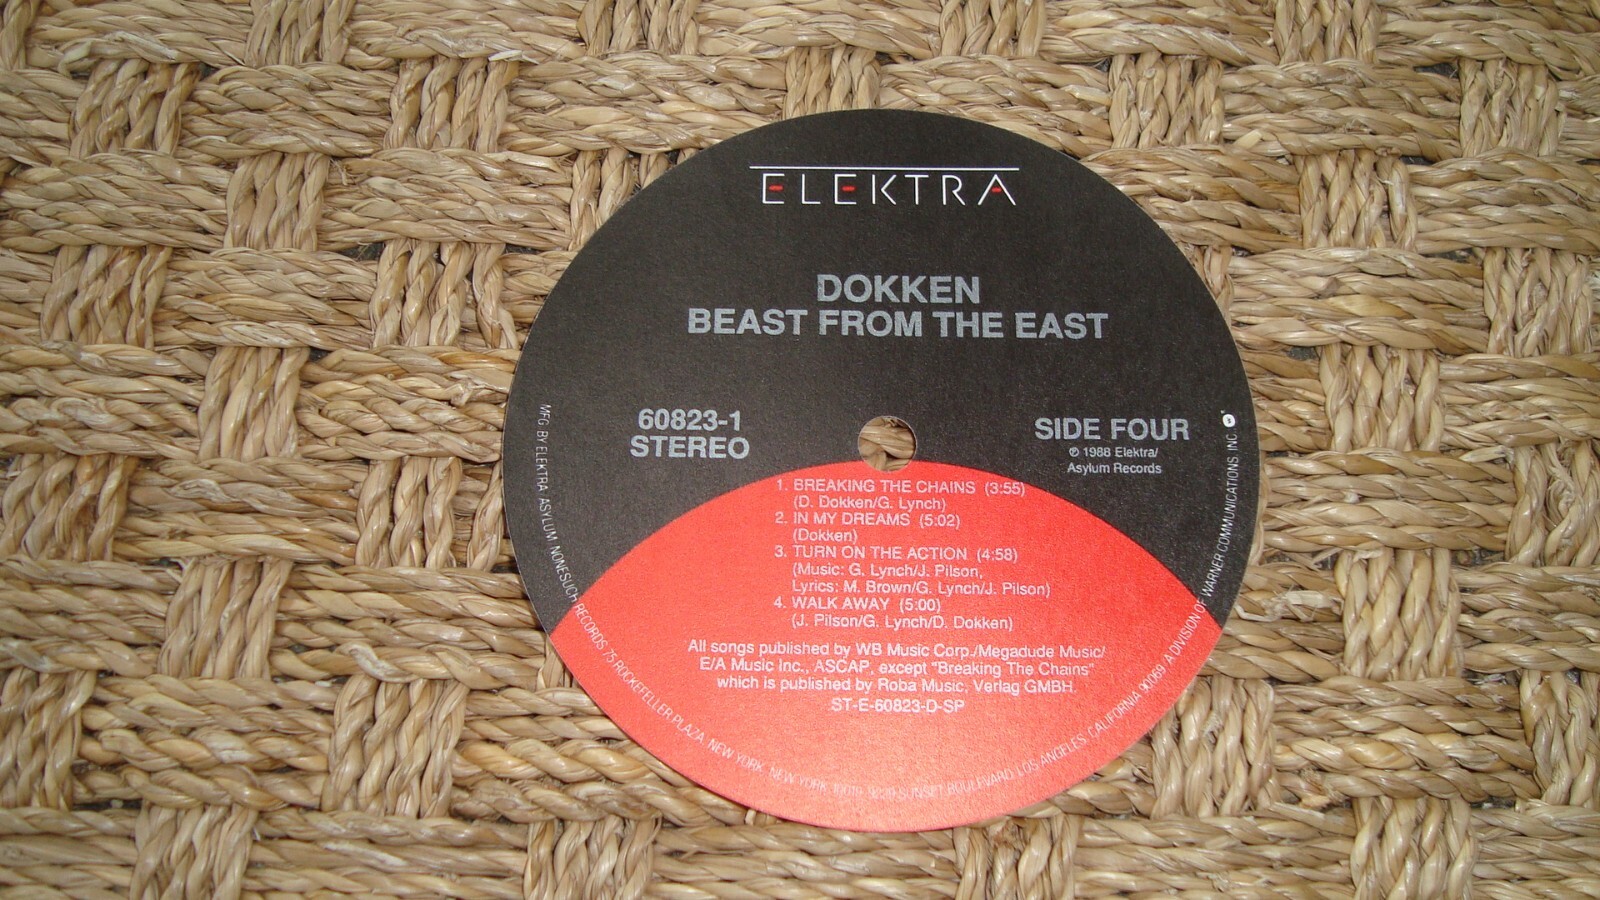 ELEKTRA
DOKKEN
BEAST FROM THE EAST
60823-1
STEREO
SIDE FOUR
℗ 1988 Elektra/
Asylum Records
1. BREAKING THE CHAINS (3:55)
(D. Dokken/G. Lynch)
2. IN MY DREAMS (5:02)
(Dokken)
3. TURN ON THE ACTION (4:58)
(Music: G. Lynch/J. Pilson,
Lyrics: M. Brown/G. Lynch/J. Pilson)
4. WALK AWAY (5:00)
(J. Pilson/G. Lynch/D. Dokken)
All songs published by WB Music Corp./Megadude Music/
E/A Music Inc., ASCAP, except "Breaking The Chains"
which is published by Roba Music, Verlag GMBH.
ST-E-60823-D-SP
MFG. BY ELEKTRA ASYLUM NONESUCH RECORDS, 75 ROCKEFELLER PLAZA, NEW YORK, NEW YORK 10019 SUNSET BOULEVARD, LOS ANGELES, CALIFORNIA 90069 A DIVISION OF WARNER COMMUNICATIONS, INC.